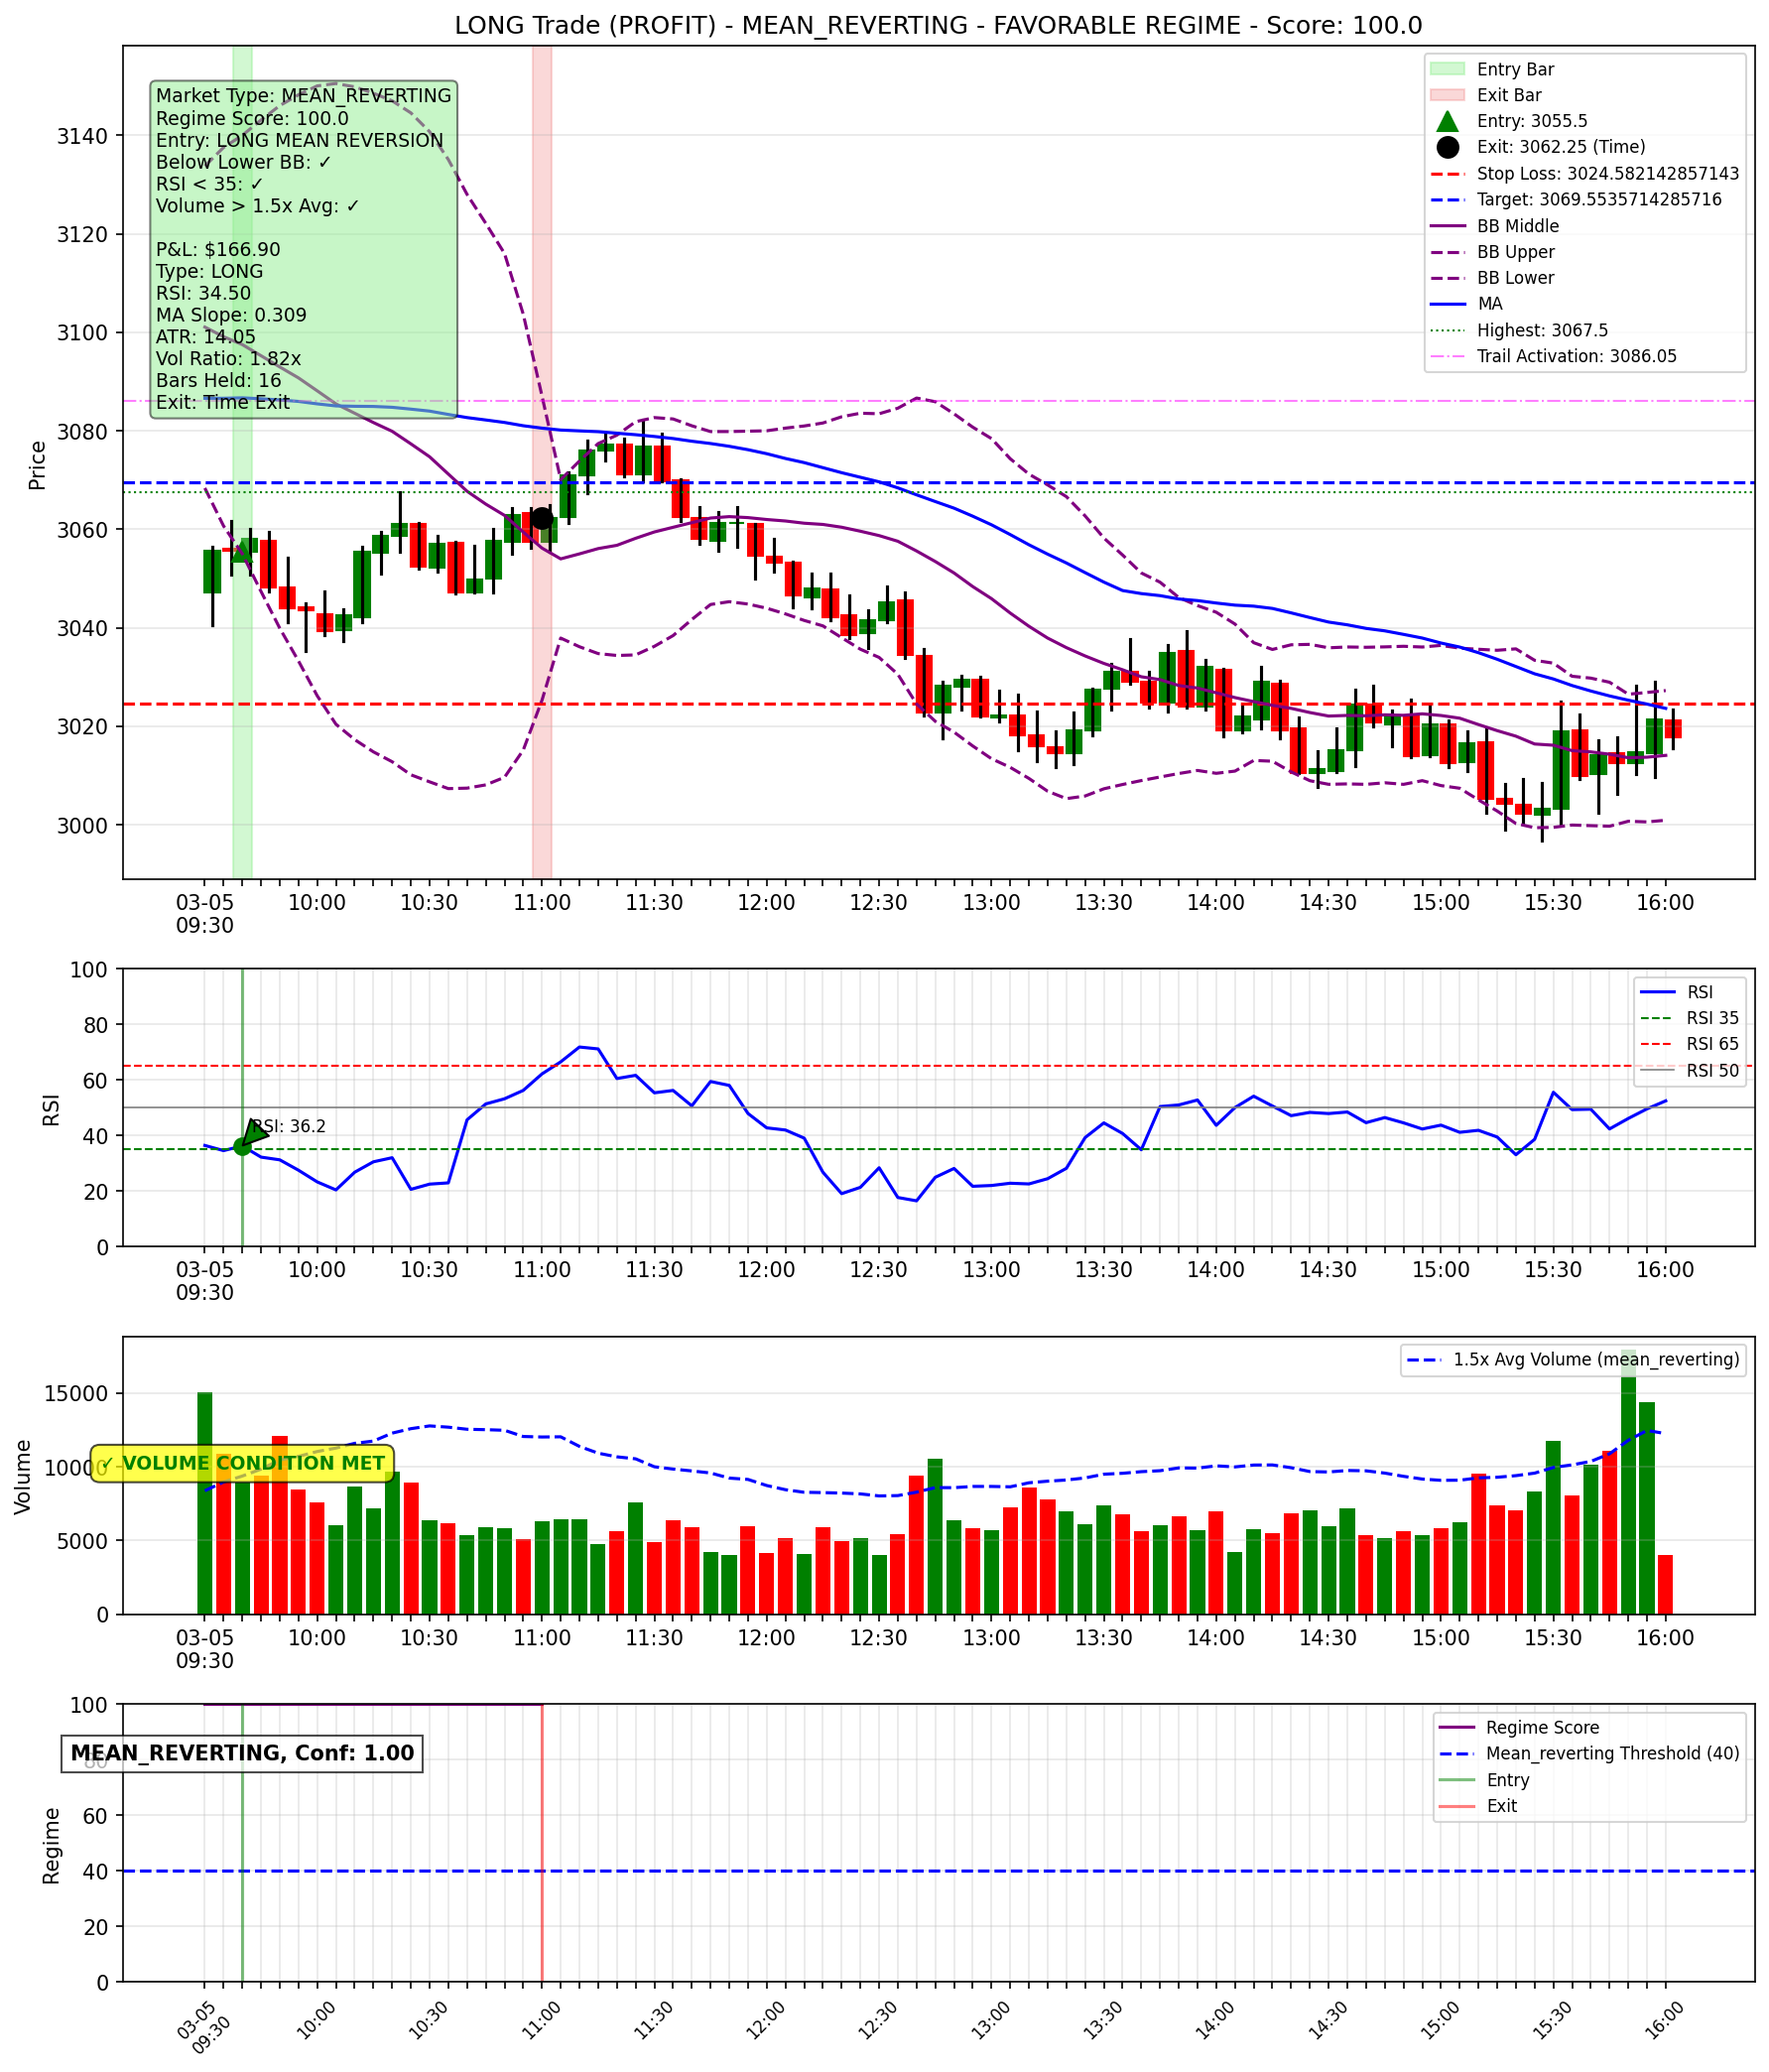 LONG Trade (PROFIT) - MEAN_REVERTING - FAVORABLE REGIME - Score: 100.0
Market Type: MEAN_REVERTING
Regime Score: 100.0
Entry: LONG MEAN REVERSION
Below Lower BB: ✓
RSI < 35: ✓
Volume > 1.5x Avg: ✓
P&L: $166.90
Type: LONG
RSI: 34.50
MA Slope: 0.309
ATR: 14.05
Vol Ratio: 1.82x
Bars Held: 16
Exit: Time Exit
Entry Bar
Exit Bar
Entry: 3055.5
Exit: 3062.25 (Time)
Stop Loss: 3024.582142857143
Target: 3069.5535714285716
BB Middle
BB Upper
BB Lower
MA
Highest: 3067.5
Trail Activation: 3086.05
Price
3140
3120
3100
3080
3060
3040
3020
3000
03-05
09:30 10:00 10:30 11:00 11:30 12:00 12:30 13:00 13:30 14:00 14:30 15:00 15:30 16:00
RSI
100
80
60
40
20
0
RSI: 36.2
RSI
RSI 35
RSI 65
RSI 50
03-05
09:30 10:00 10:30 11:00 11:30 12:00 12:30 13:00 13:30 14:00 14:30 15:00 15:30 16:00
Volume
15000
10000
5000
0
✓ VOLUME CONDITION MET
1.5x Avg Volume (mean_reverting)
03-05
09:30 10:00 10:30 11:00 11:30 12:00 12:30 13:00 13:30 14:00 14:30 15:00 15:30 16:00
Regime
100
80
60
40
20
0
MEAN_REVERTING, Conf: 1.00
Regime Score
Mean_reverting Threshold (40)
Entry
Exit
03-05
09:30 10:00 10:30 11:00 11:30 12:00 12:30 13:00 13:30 14:00 14:30 15:00 15:30 16:00